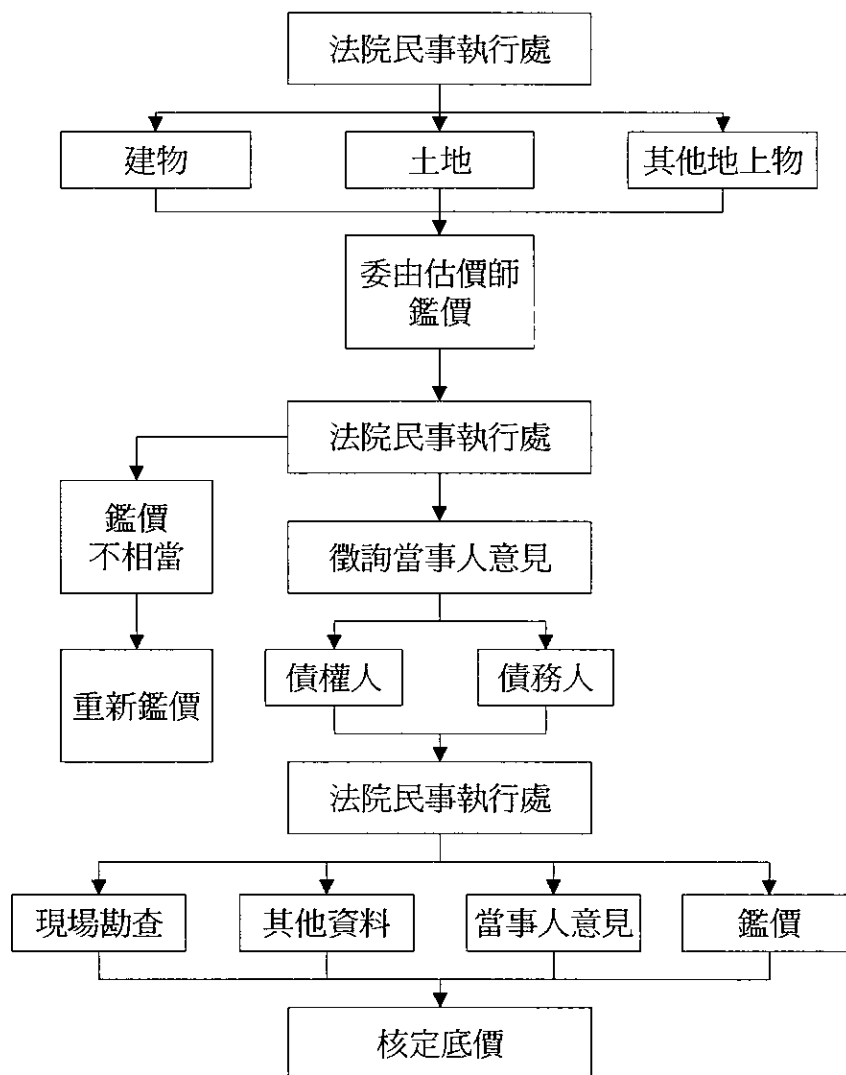 法院民事執行處
建物
土地
其他地上物
委由估價師
鑑價
法院民事執行處
鑑價
不相當
徵詢當事人意見
重新鑑價
債權人
債務人
法院民事執行處
現場勘查
其他資料
當事人意見
鑑價
核定底價